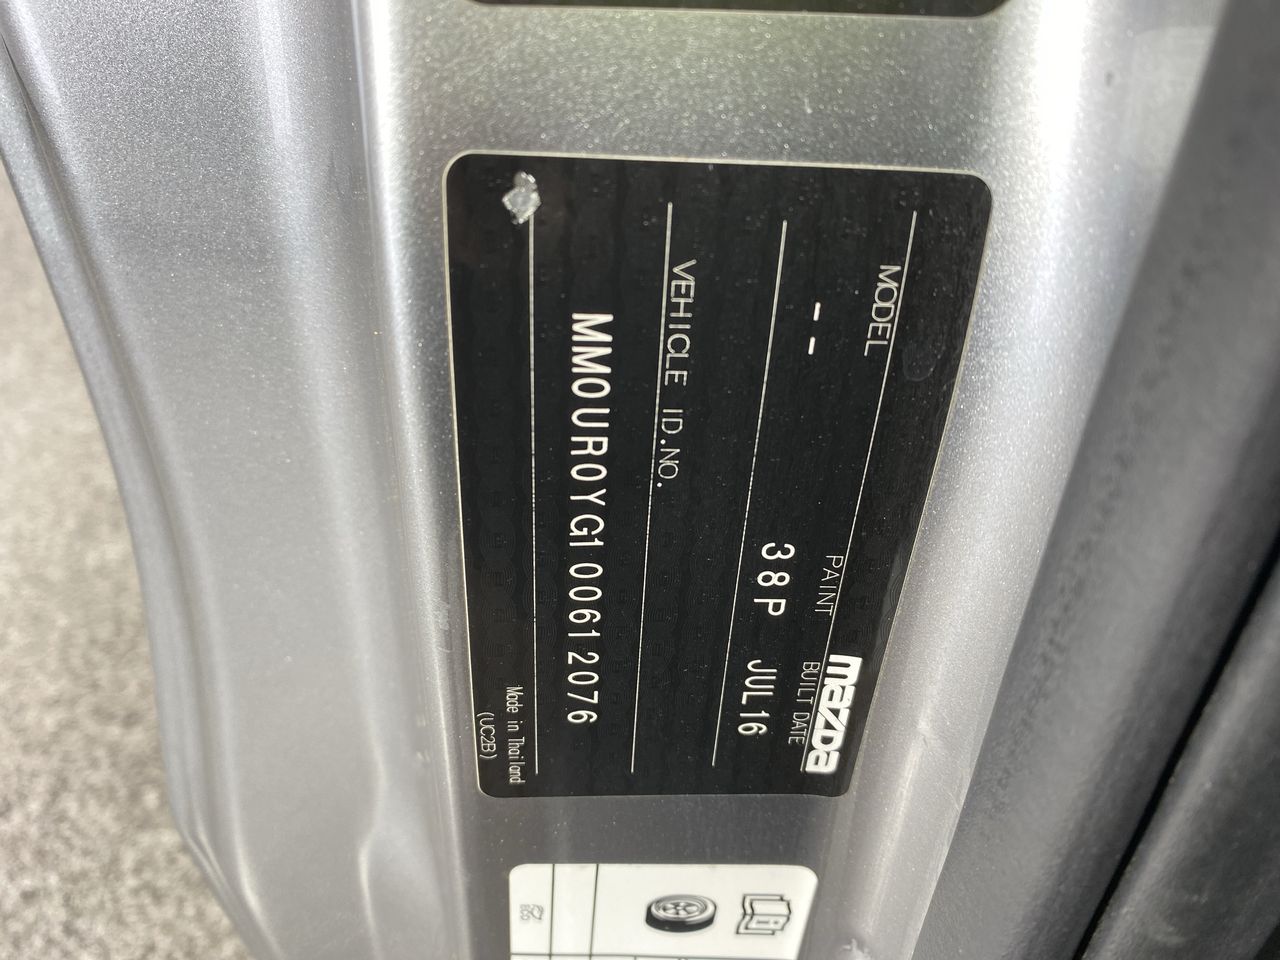 mazda
MODEL PAINT BUILT DATE
-- 38P JUL16
VEHICLE ID.NO.
MM0UR0YG100612076
Made in Thailand
(UC2B)